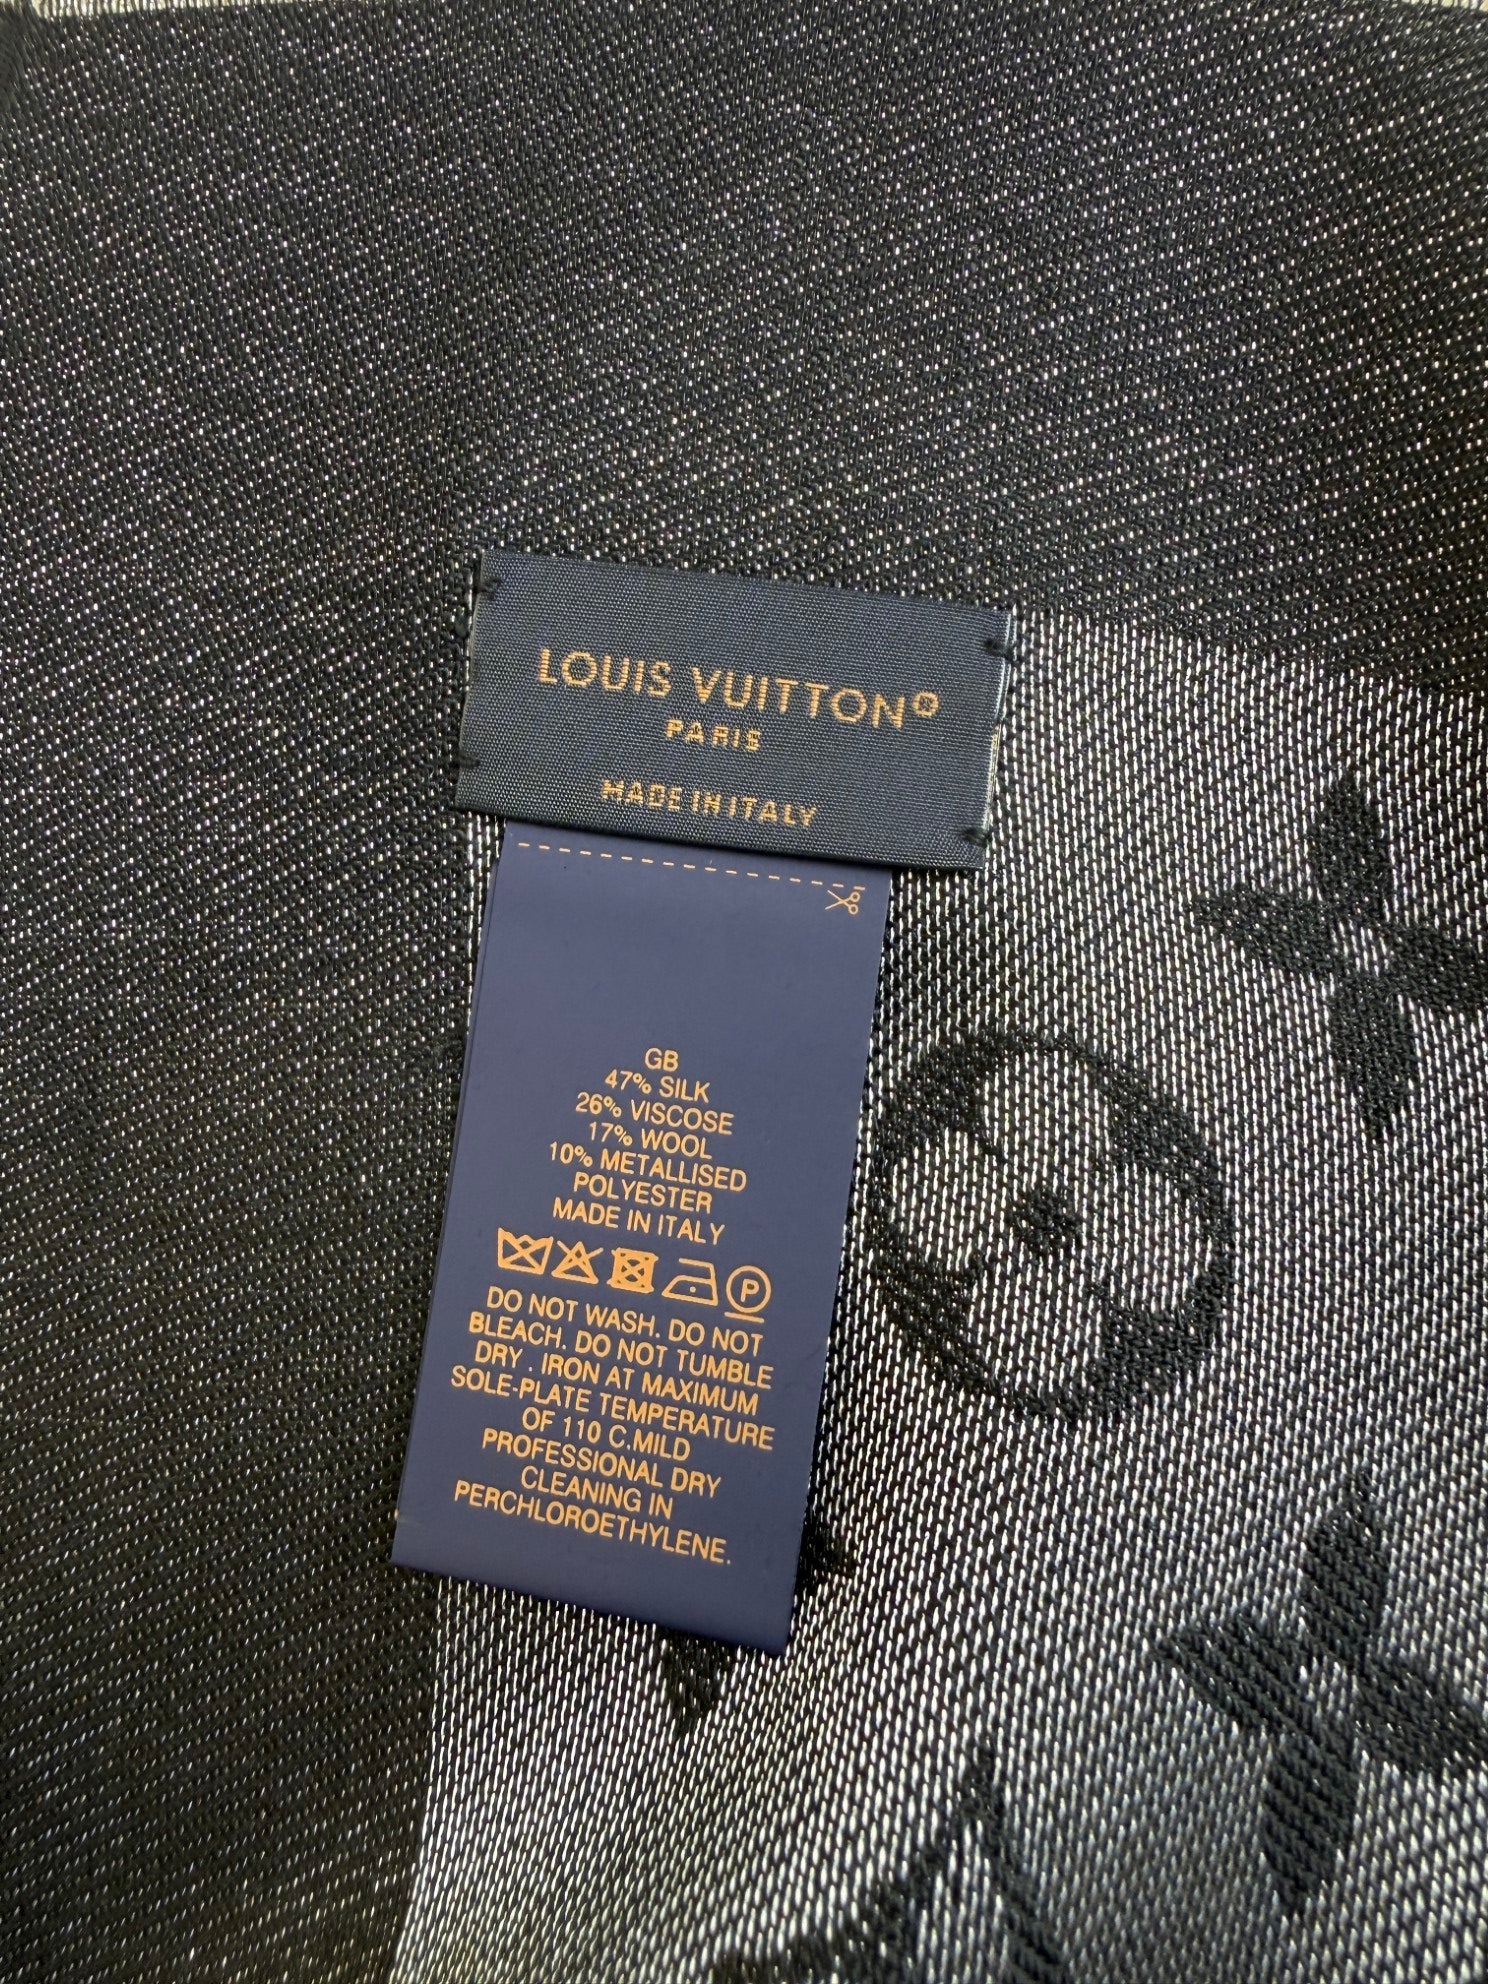 LOUIS VUITTON®
PARIS
MADE IN ITALY
GB
47% SILK
26% VISCOSE
17% WOOL
10% METALLISED
POLYESTER
MADE IN ITALY
P
DO NOT WASH. DO NOT
BLEACH. DO NOT TUMBLE
DRY . IRON AT MAXIMUM
SOLE-PLATE TEMPERATURE
OF 110 C.MILD
PROFESSIONAL DRY
CLEANING IN
PERCHLOROETHYLENE.